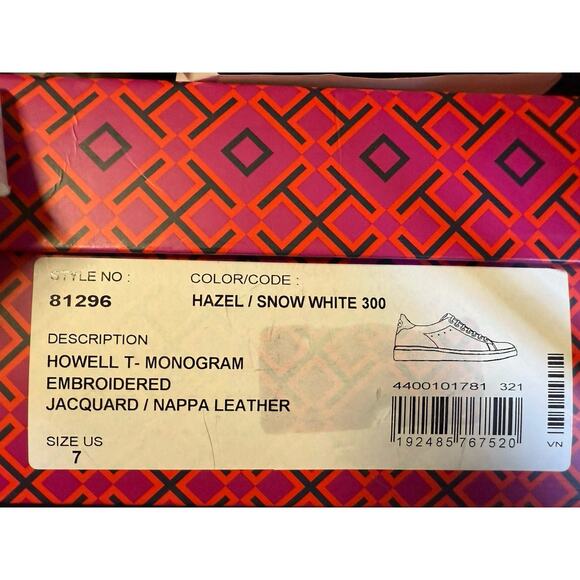 STYLE NO :
COLOR/CODE :
81296
HAZEL / SNOW WHITE 300
DESCRIPTION
HOWELL T- MONOGRAM
EMBROIDERED
JACQUARD / NAPPA LEATHER
SIZE US
7
4400101781 321
192485 767520
VN